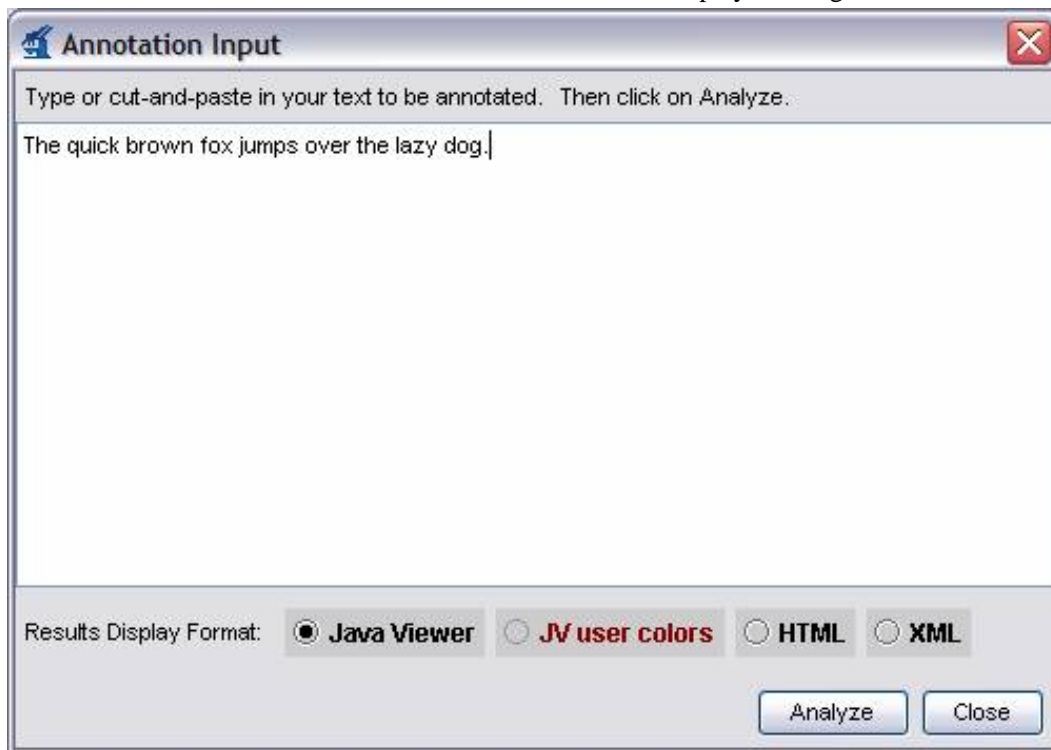 Annotation Input
Type or cut-and-paste in your text to be annotated. Then click on Analyze.
The quick brown fox jumps over the lazy dog.
Results Display Format: Java Viewer JV user colors HTML XML
Analyze Close